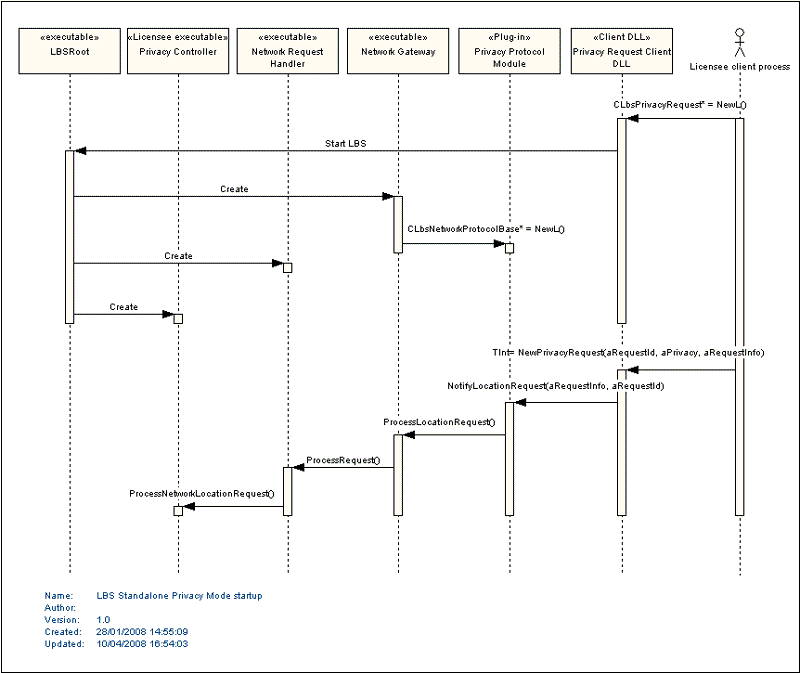 «executable»
LBSRoot
«Licensee executable»
Privacy Controller
«executable»
Network Request
Handler
«executable»
Network Gateway
«Plug-in»
Privacy Protocol
Module
«Client DLL»
Privacy Request Client
DLL
Licensee client process
CLbsPrivacyRequest* = NewL()
Start LBS
Create
CLbsNetworkProtocolBase* = NewL()
Create
Create
TInt= NewPrivacyRequest(aRequestId, aPrivacy, aRequestInfo)
NotifyLocationRequest(aRequestInfo, aRequestId)
ProcessLocationRequest()
ProcessRequest()
ProcessNetworkLocationRequest()
Name: LBS Standalone Privacy Mode startup
Author:
Version: 1.0
Created: 28/01/2008 14:55:09
Updated: 10/04/2008 16:54:03